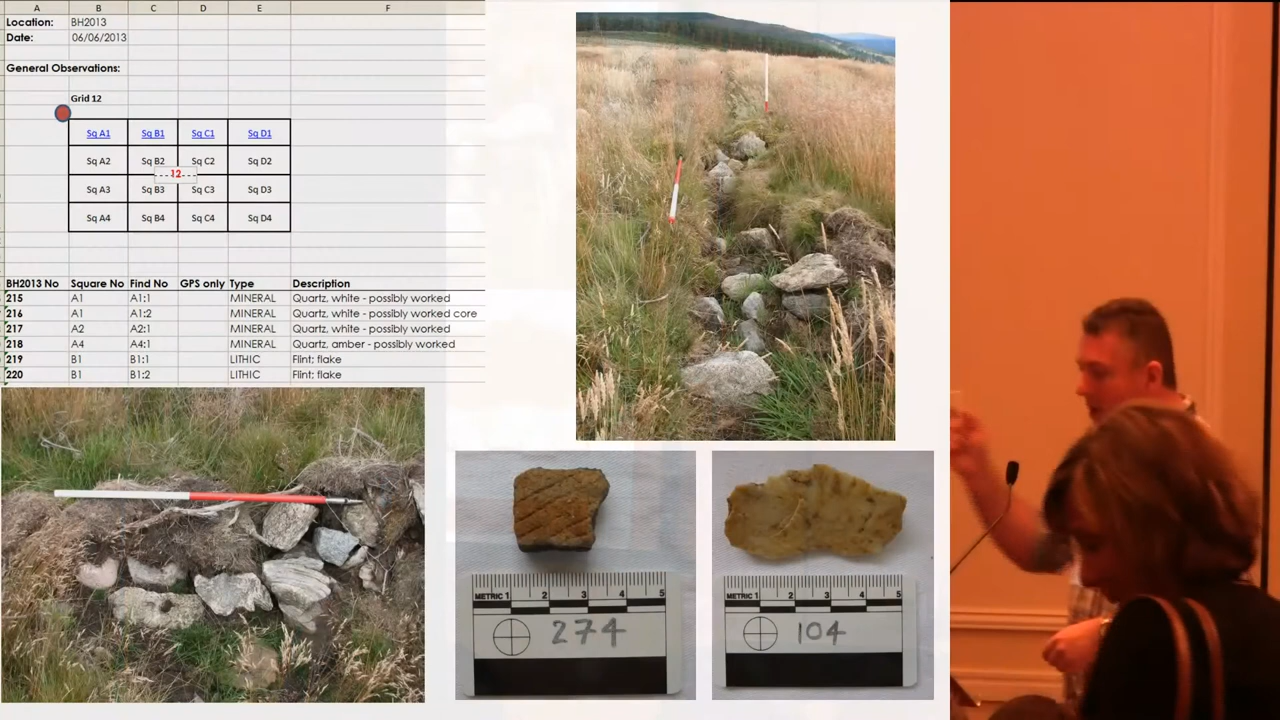 A B C D E F
Location: BH2013
Date: 06/06/2013
General Observations:
Grid 12
Sq A1 Sq B1 Sq C1 Sq D1
Sq A2 Sq B2 Sq C2 Sq D2
12
Sq A3 Sq B3 Sq C3 Sq D3
Sq A4 Sq B4 Sq C4 Sq D4
BH2013 No Square No Find No GPS only Type Description
215 A1 A1:1 MINERAL Quartz, white - possibly worked
216 A1 A1:2 MINERAL Quartz, white - possibly worked core
217 A2 A2:1 MINERAL Quartz, white - possibly worked
218 A4 A4:1 MINERAL Quartz, amber - possibly worked
219 B1 B1:1 LITHIC Flint; flake
220 B1 B1:2 LITHIC Flint; flake
METRIC 1 2 3 4 5
274
METRIC 1 2 3 4 5
104